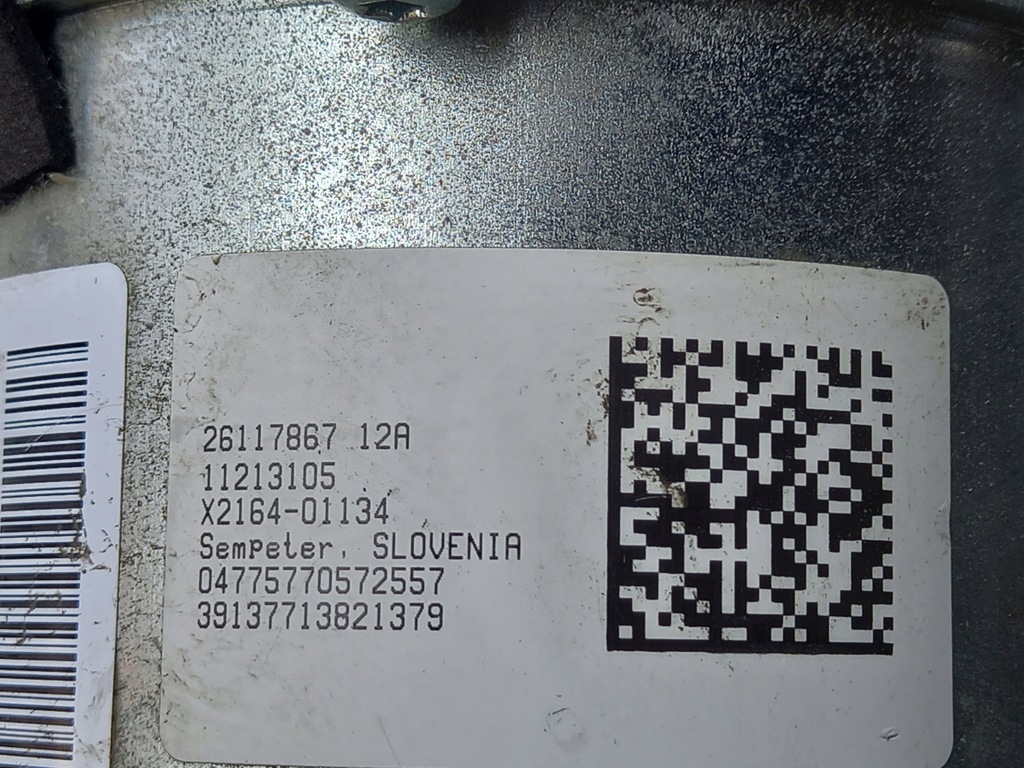 26117867 12A
11213105
X2164-01134
Sempeter, SLOVENIA
04775770572557
39137713821379